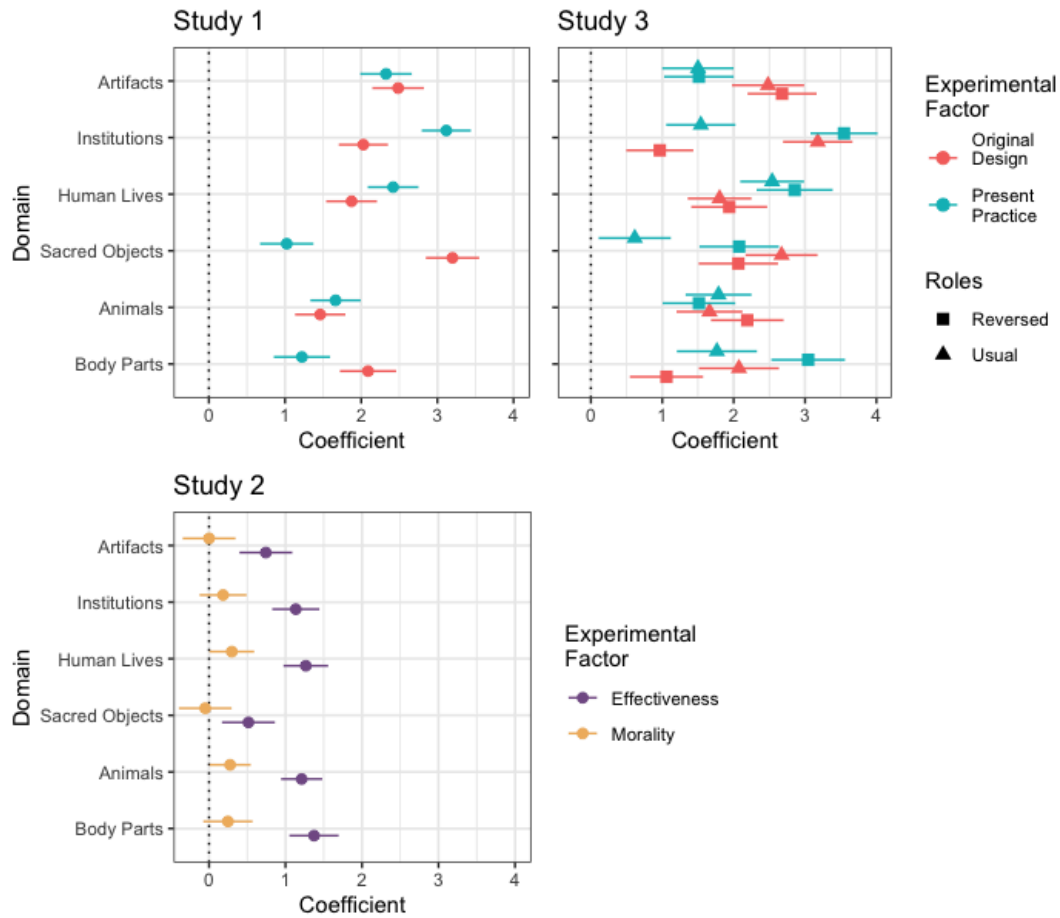 Study 1
Domain
Artifacts
Institutions
Human Lives
Sacred Objects
Animals
Body Parts
0 1 2 3 4
Coefficient
Study 3
0 1 2 3 4
Coefficient
Experimental
Factor
Original
Design
Present
Practice
Roles
Reversed
Usual
Study 2
Domain
Artifacts
Institutions
Human Lives
Sacred Objects
Animals
Body Parts
0 1 2 3 4
Coefficient
Experimental
Factor
Effectiveness
Morality